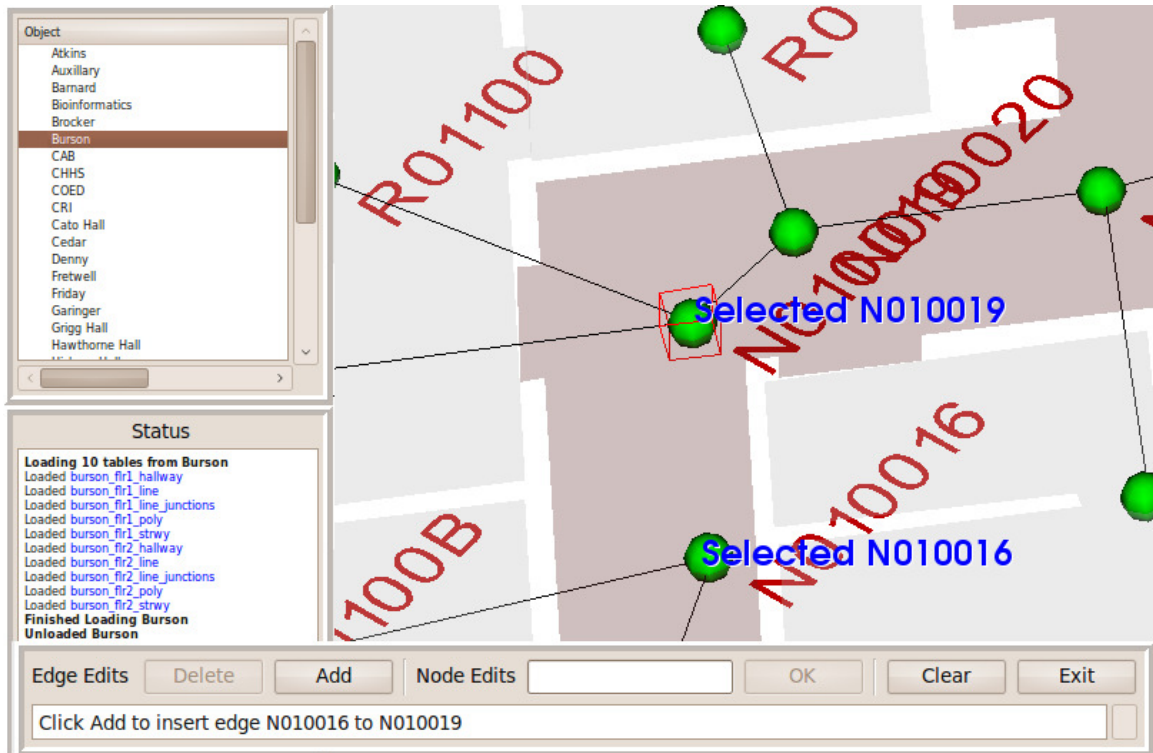 Object
Atkins
Auxillary
Barnard
Bioinformatics
Brocker
Burson
CAB
CHHS
COED
CRI
Cato Hall
Cedar
Denny
Fretwell
Friday
Garinger
Grigg Hall
Hawthorne Hall
Status
Loading 10 tables from Burson
Loaded burson_flr1_hallway
Loaded burson_flr1_line
Loaded burson_flr1_line_junctions
Loaded burson_flr1_poly
Loaded burson_flr1_strwy
Loaded burson_flr2_hallway
Loaded burson_flr2_line
Loaded burson_flr2_line_junctions
Loaded burson_flr2_poly
Loaded burson_flr2_strwy
Finished Loading Burson
Unloaded Burson
R01100
R0
N010019
N010020
Selected N010019
N010016
Selected N010016
1100B
Edge Edits Delete Add Node Edits OK Clear Exit
Click Add to insert edge N010016 to N010019